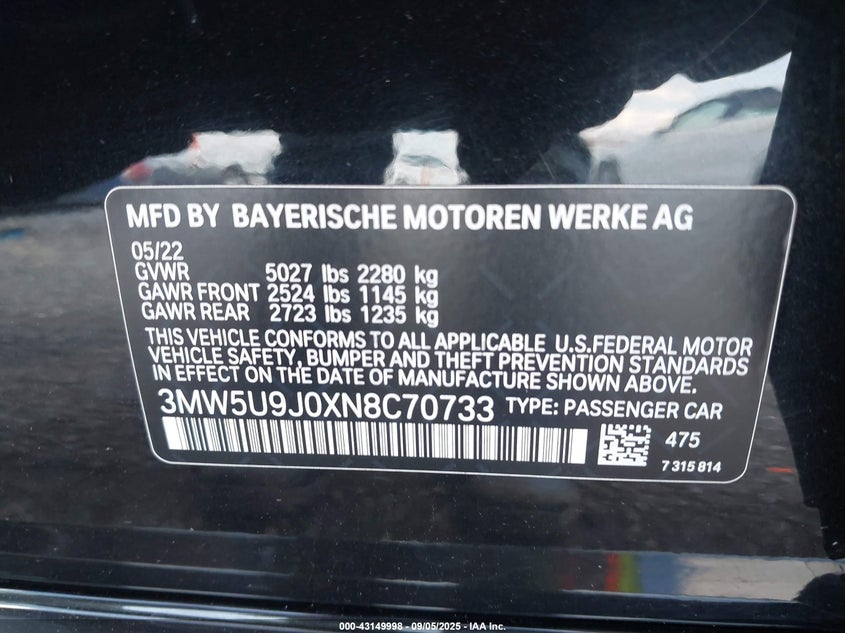 MFD BY BAYERISCHE MOTOREN WERKE AG
05/22
GVWR 5027 lbs 2280 kg
GAWR FRONT 2524 lbs 1145 kg
GAWR REAR 2723 lbs 1235 kg
THIS VEHICLE CONFORMS TO ALL APPLICABLE U.S.FEDERAL MOTOR
VEHICLE SAFETY, BUMPER AND THEFT PREVENTION STANDARDS
IN EFFECT ON THE DATE OF MANUFACTURE SHOWN ABOVE.
3MW5U9J0XN8C70733 TYPE: PASSENGER CAR
475
7 315 814
000-43149998 - 09/05/2025 - IAA Inc.